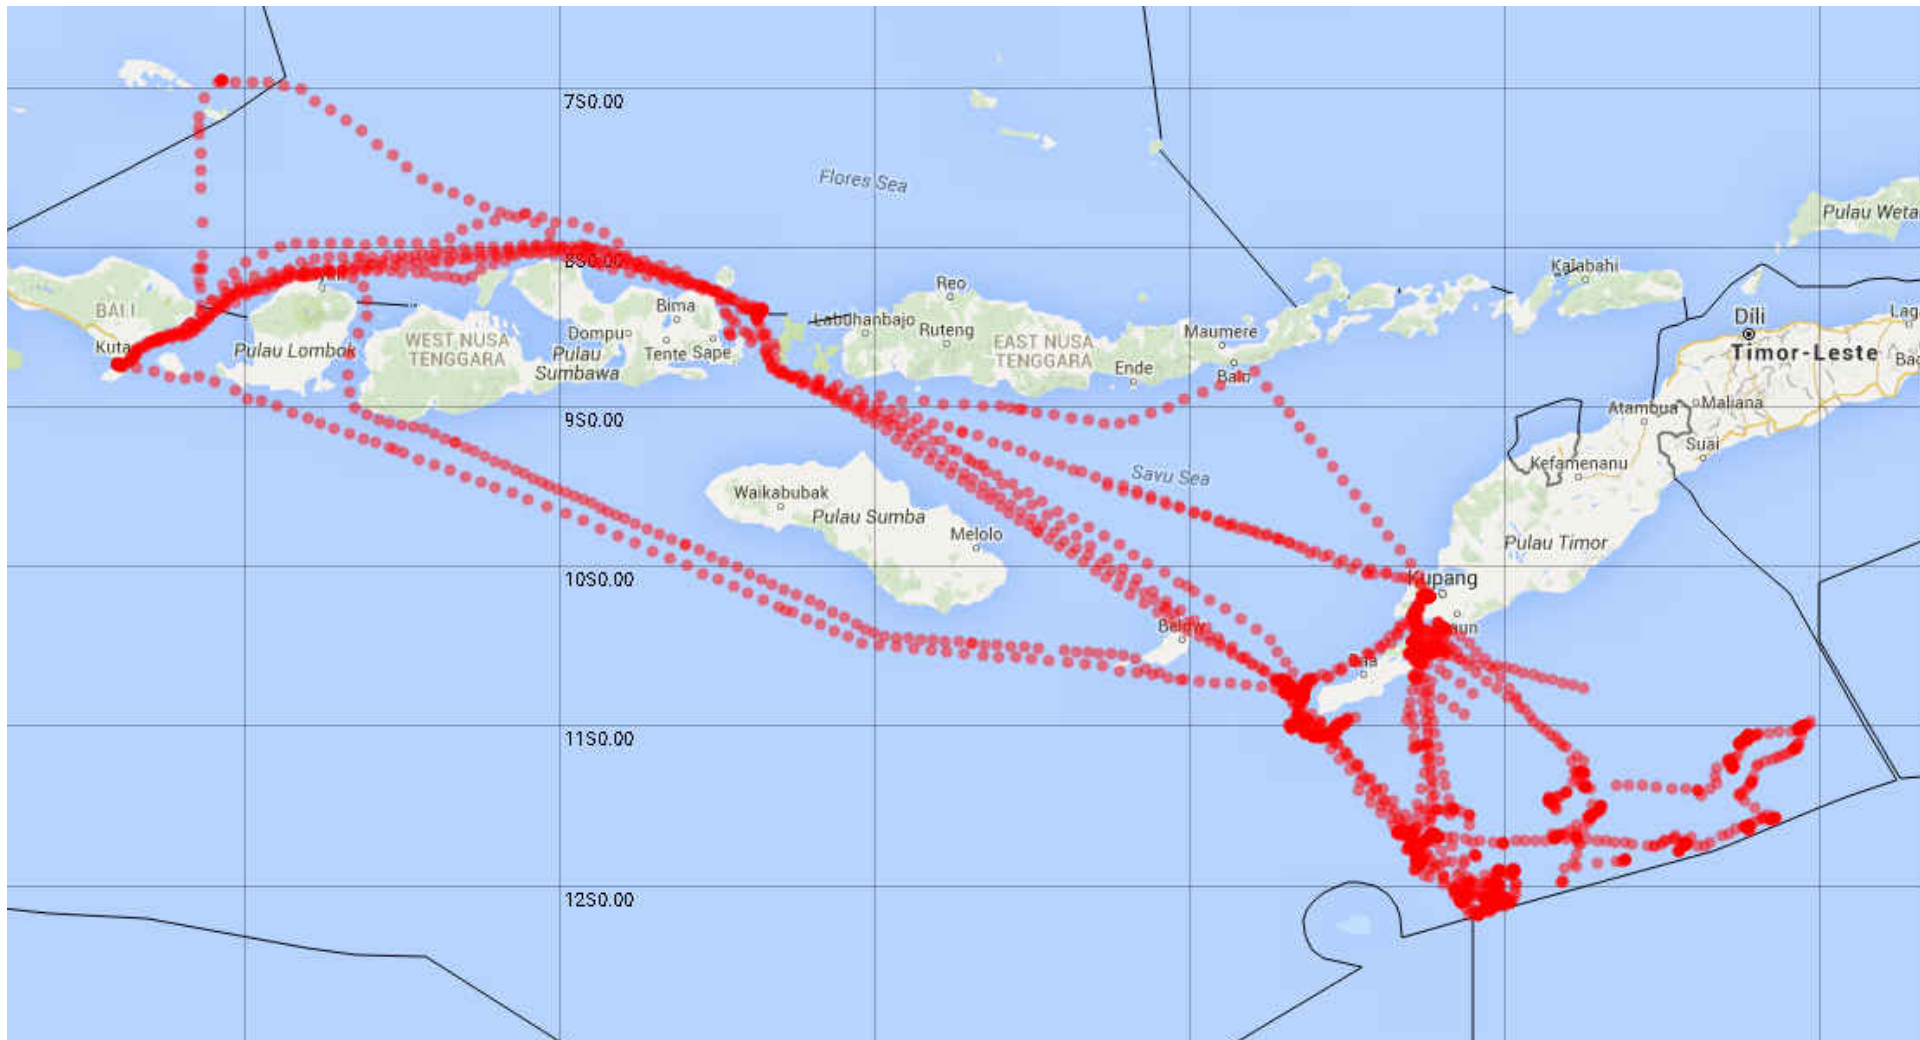 7S0.00
Flores Sea
Pulau Weta
8S0.00
Kalabahi
BALI
Bima
Reo
Dili
Labuhanbajo
Ruteng
Maumere
Timor-Leste
Kuta
Pulau Lombok
WEST NUSA
TENGGARA
Dompu
Tente
Sape
Pulau
Sumbawa
EAST NUSA
TENGGARA
Ende
9S0.00
Atambua
Maliana
Suai
Waikabubak
Savu Sea
Kefamenanu
Pulau Sumba
Melolo
Pulau Timor
10S0.00
Kupang
aun
Baa
11S0.00
12S0.00